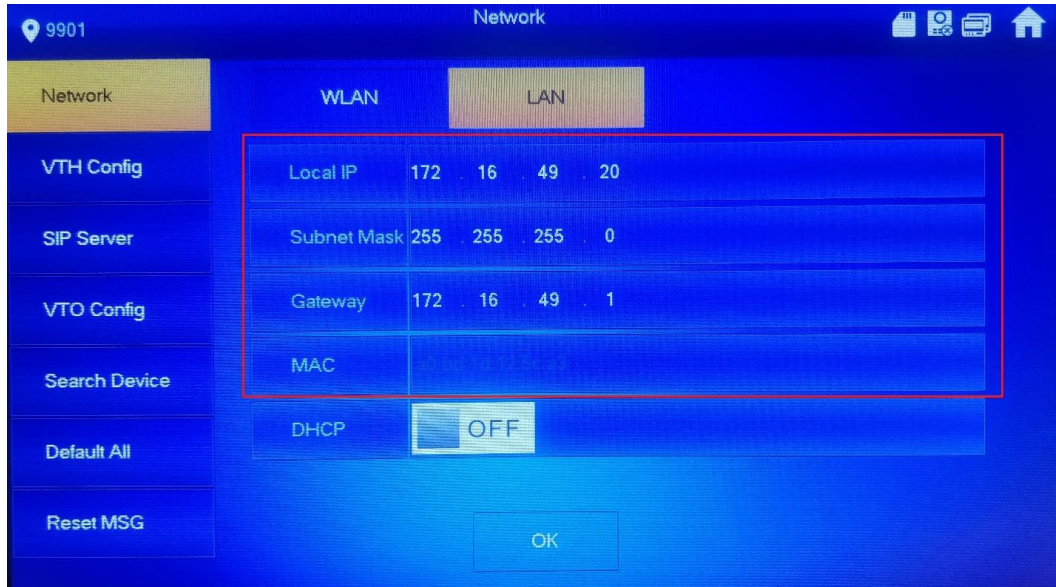 9901
Network
Network
WLAN
LAN
VTH Config
Local IP 172 . 16 . 49 . 20
SIP Server
Subnet Mask 255 . 255 . 255 . 0
VTO Config
Gateway 172 . 16 . 49 . 1
Search Device
MAC
Default All
DHCP OFF
Reset MSG
OK